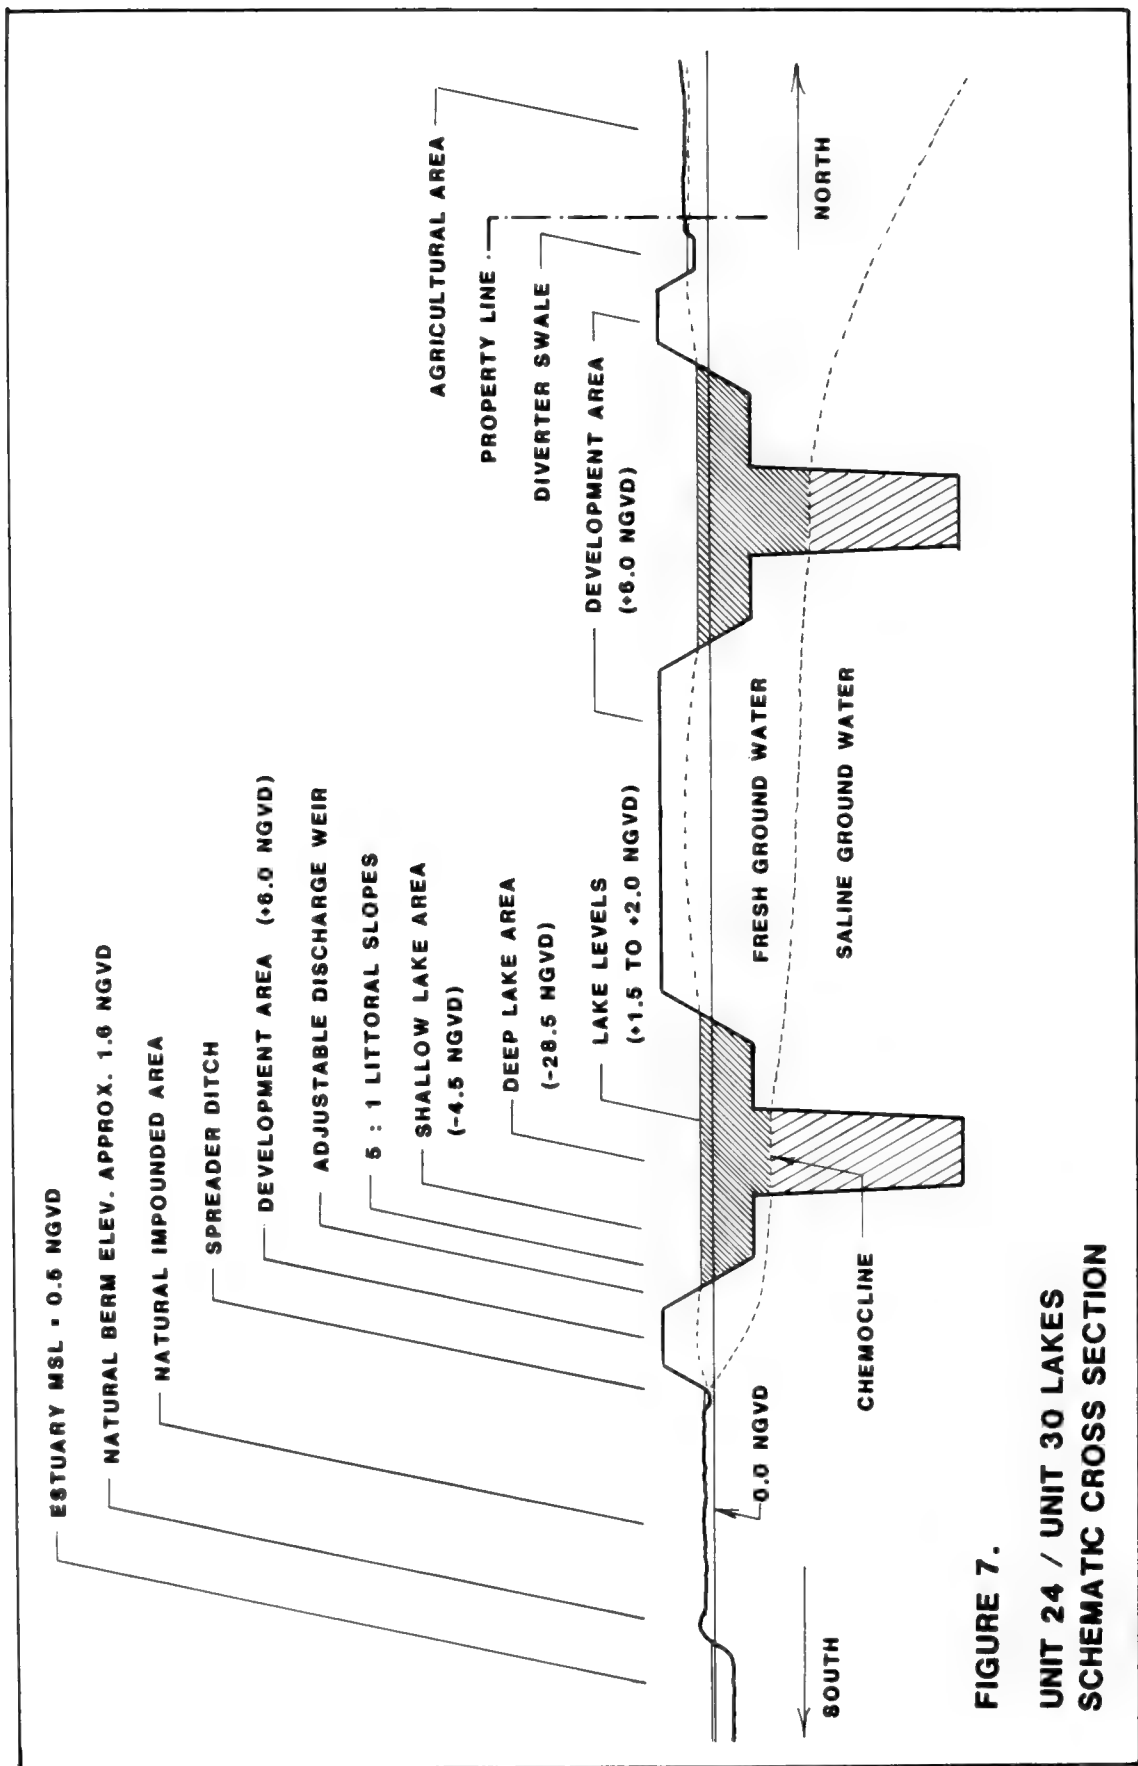 ESTUARY MSL = 0.5 NGVD
NATURAL BERM ELEV. APPROX. 1.6 NGVD
NATURAL IMPOUNDED AREA
SPREADER DITCH
DEVELOPMENT AREA (+6.0 NGVD)
ADJUSTABLE DISCHARGE WEIR
5 : 1 LITTORAL SLOPES
SHALLOW LAKE AREA
(-4.5 NGVD)
DEEP LAKE AREA
(-28.5 NGVD)
LAKE LEVELS
(+1.5 TO +2.0 NGVD)
AGRICULTURAL AREA
PROPERTY LINE
DIVERTER SWALE
DEVELOPMENT AREA
(+6.0 NGVD)
FRESH GROUND WATER
SALINE GROUND WATER
0.0 NGVD
CHEMOCLINE
SOUTH
NORTH
FIGURE 7.
UNIT 24 / UNIT 30 LAKES
SCHEMATIC CROSS SECTION